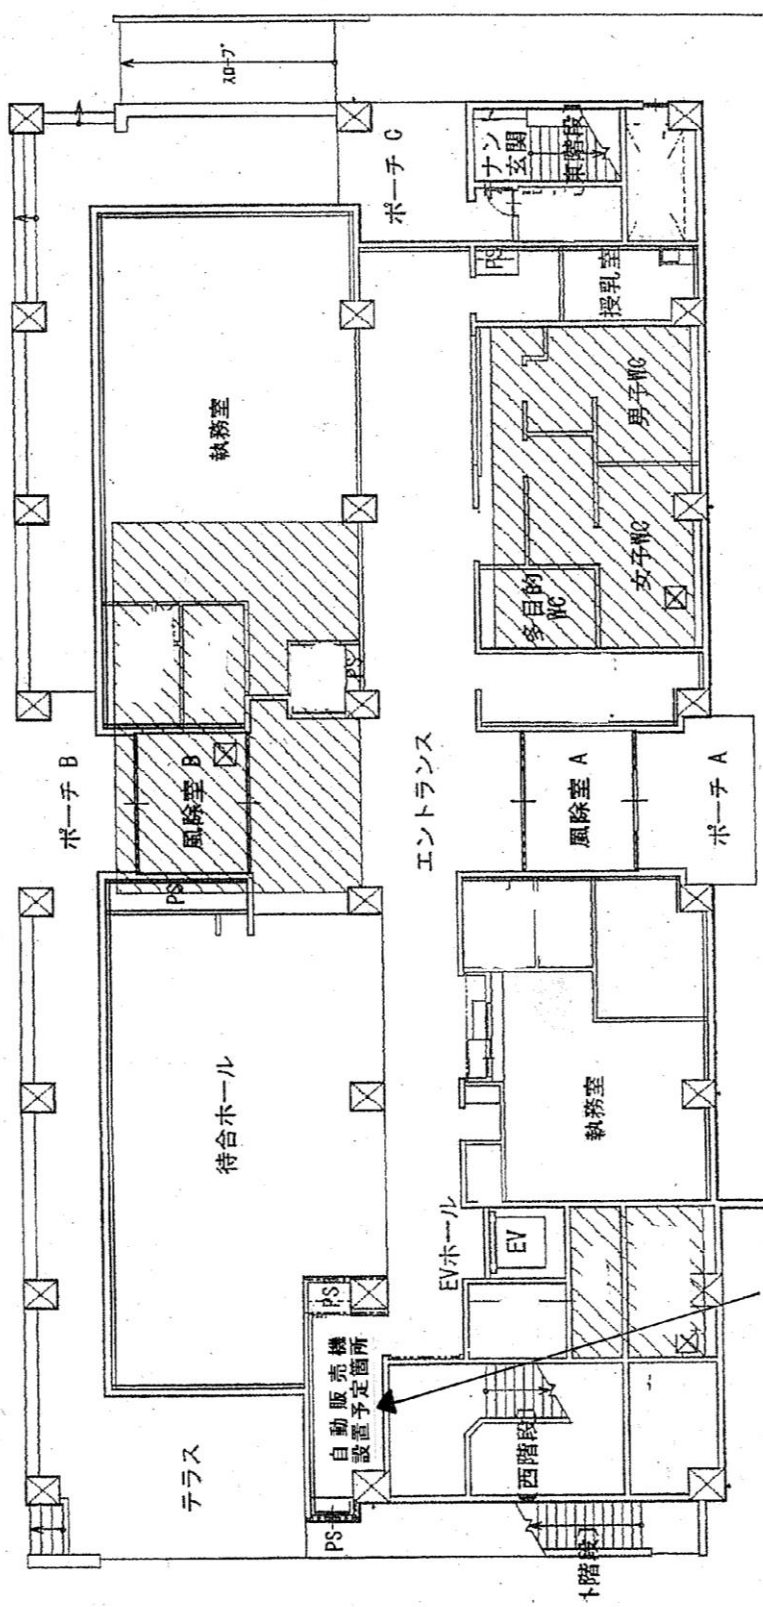 スロープ
ポーチ C
ナン
玄関
東階段
PS
授乳室
執務室
男子WC
女子WC
多目的
WC
PS
ポーチ B
風除室 B
エントランス
風除室 A
ポーチ A
PS
待合ホール
執務室
EVホール
EV
PS
自動販売機
設置予定箇所
西階段
テラス
PS
ト階段